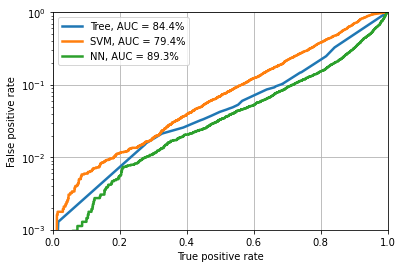 Tree, AUC = 84.4%
SVM, AUC = 79.4%
NN, AUC = 89.3%
10⁰
10⁻¹
10⁻²
10⁻³
False positive rate
0.0 0.2 0.4 0.6 0.8 1.0
True positive rate